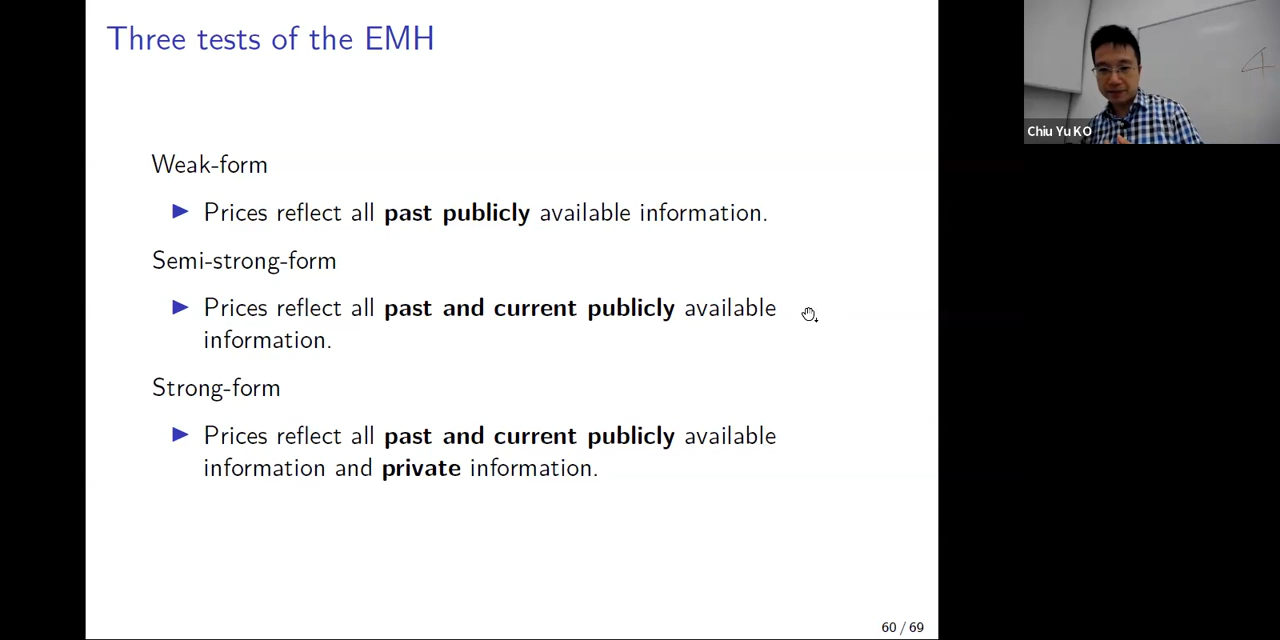 Three tests of the EMH
Weak-form
▶ Prices reflect all past publicly available information.
Semi-strong-form
▶ Prices reflect all past and current publicly available
information.
Strong-form
▶ Prices reflect all past and current publicly available
information and private information.
60 / 69
Chiu Yu KO
4